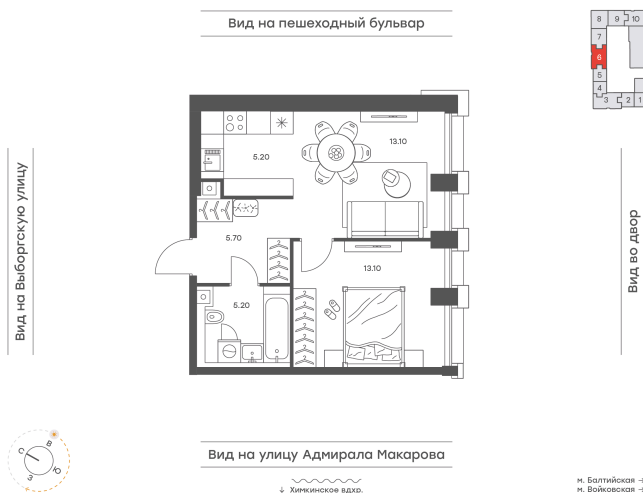 Вид на пешеходный бульвар
8 9 10
7
6
5
4
3 2 1
Вид на Выборгскую улицу
5.20
13.10
5.70
13.10
5.20
Вид во двор
Вид на улицу Адмирала Макарова
С В
З Ю
↓ Химкинское вдхр.
м. Балтийская
м. Войковская